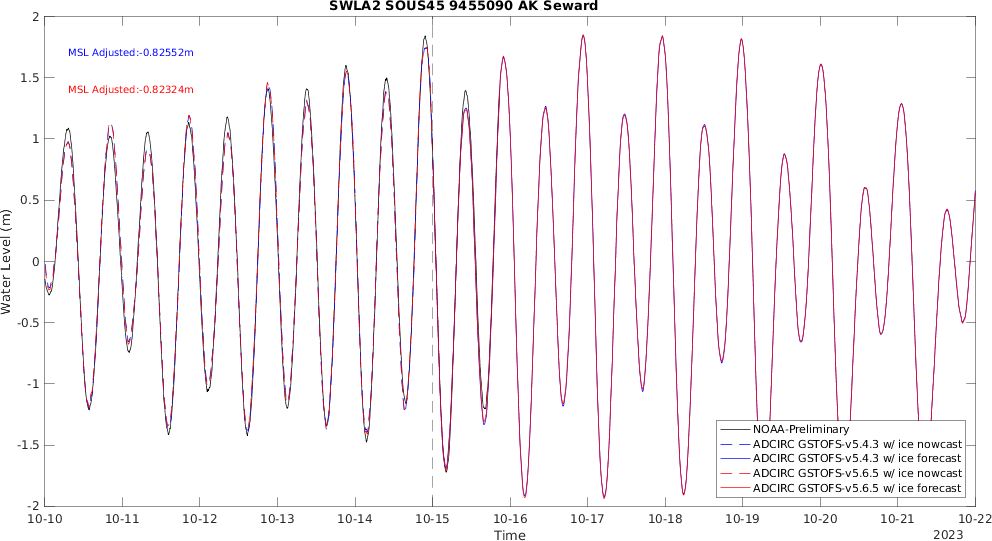 SWLA2 SOUS45 9455090 AK Seward
MSL Adjusted:-0.82552m
MSL Adjusted:-0.82324m
Water Level (m)
2
1.5
1
0.5
0
-0.5
-1
-1.5
-2
NOAA-Preliminary
ADCIRC GSTOFS-v5.4.3 w/ ice nowcast
ADCIRC GSTOFS-v5.4.3 w/ ice forecast
ADCIRC GSTOFS-v5.6.5 w/ ice nowcast
ADCIRC GSTOFS-v5.6.5 w/ ice forecast
10-10 10-11 10-12 10-13 10-14 10-15 10-16 10-17 10-18 10-19 10-20 10-21 10-22
Time
2023